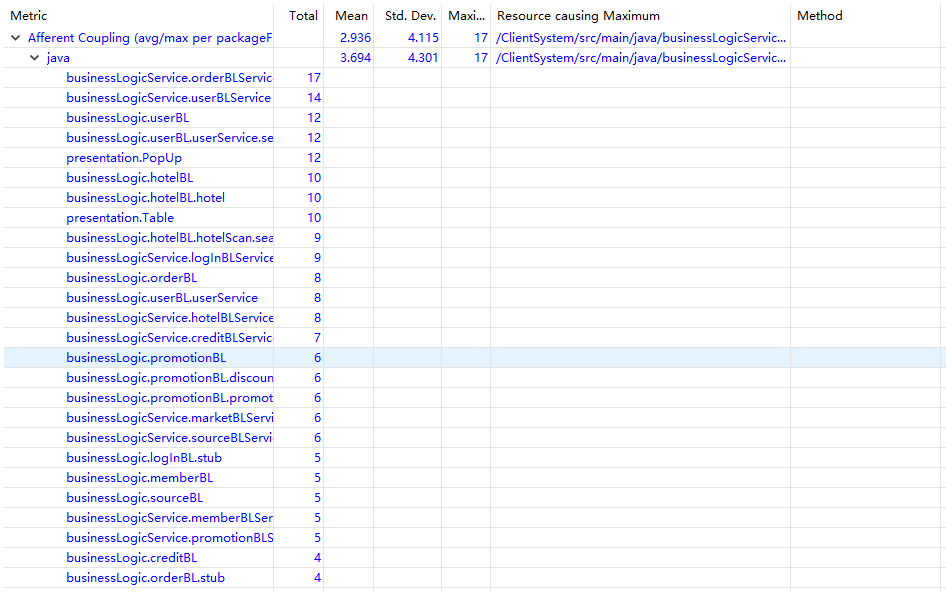 Metric Total Mean Std. Dev. Maxi... Resource causing Maximum Method
Afferent Coupling (avg/max per packageF 2.936 4.115 17 /ClientSystem/src/main/java/businessLogicServic...
java 3.694 4.301 17 /ClientSystem/src/main/java/businessLogicServic...
businessLogicService.orderBLServic 17
businessLogicService.userBLService 14
businessLogic.userBL 12
businessLogic.userBL.userService.se 12
presentation.PopUp 12
businessLogic.hotelBL 10
businessLogic.hotelBL.hotel 10
presentation.Table 10
businessLogic.hotelBL.hotelScan.sea 9
businessLogicService.logInBLService 9
businessLogic.orderBL 8
businessLogic.userBL.userService 8
businessLogicService.hotelBLService 8
businessLogicService.creditBLServic 7
businessLogic.promotionBL 6
businessLogic.promotionBL.discoun 6
businessLogic.promotionBL.promot 6
businessLogicService.marketBLServi 6
businessLogicService.sourceBLServi 6
businessLogic.logInBL.stub 5
businessLogic.memberBL 5
businessLogic.sourceBL 5
businessLogicService.memberBLSer 5
businessLogicService.promotionBLS 5
businessLogic.creditBL 4
businessLogic.orderBL.stub 4